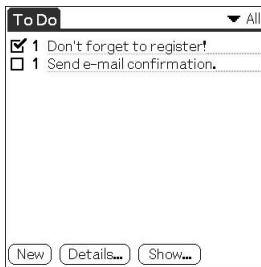 To Do All
1 Don't forget to register!
1 Send e-mail confirmation.
New Details... Show...